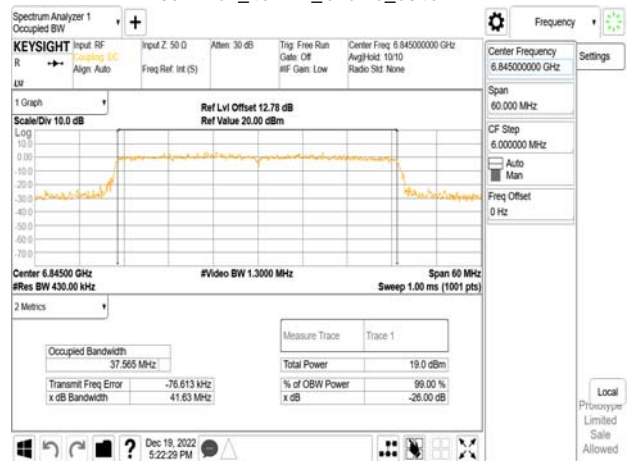 Spectrum Analyzer 1
Occupied BW
Frequency
KEYSIGHT
R
Input: RF
Coupling: DC
Align: Auto
Input Z: 50 Ω
Freq Ref: Int (S)
Atten: 30 dB
Trig: Free Run
Gate: Off
#IF Gain: Low
Center Freq: 6.845000000 GHz
Avg|Hold: 10/10
Radio Std: None
Center Frequency
6.845000000 GHz
Settings
Span
60.000 MHz
CF Step
6.000000 MHz
Auto
Man
Freq Offset
0 Hz
1 Graph
Scale/Div 10.0 dB
Ref Lvl Offset 12.78 dB
Ref Value 20.00 dBm
Log
10.0
0.00
-10.0
-20.0
-30.0
-40.0
-50.0
-60.0
-70.0
Center 6.84500 GHz
#Res BW 430.00 kHz
#Video BW 1.3000 MHz
Span 60 MHz
Sweep 1.00 ms (1001 pts)
2 Metrics
Measure Trace
Trace 1
Occupied Bandwidth
37.565 MHz
Total Power
19.0 dBm
Transmit Freq Error
-76.613 kHz
% of OBW Power
99.00 %
x dB Bandwidth
41.63 MHz
x dB
-26.00 dB
Local
Prototype
Limited
Sale
Allowed
?
Dec 19, 2022
5:22:29 PM